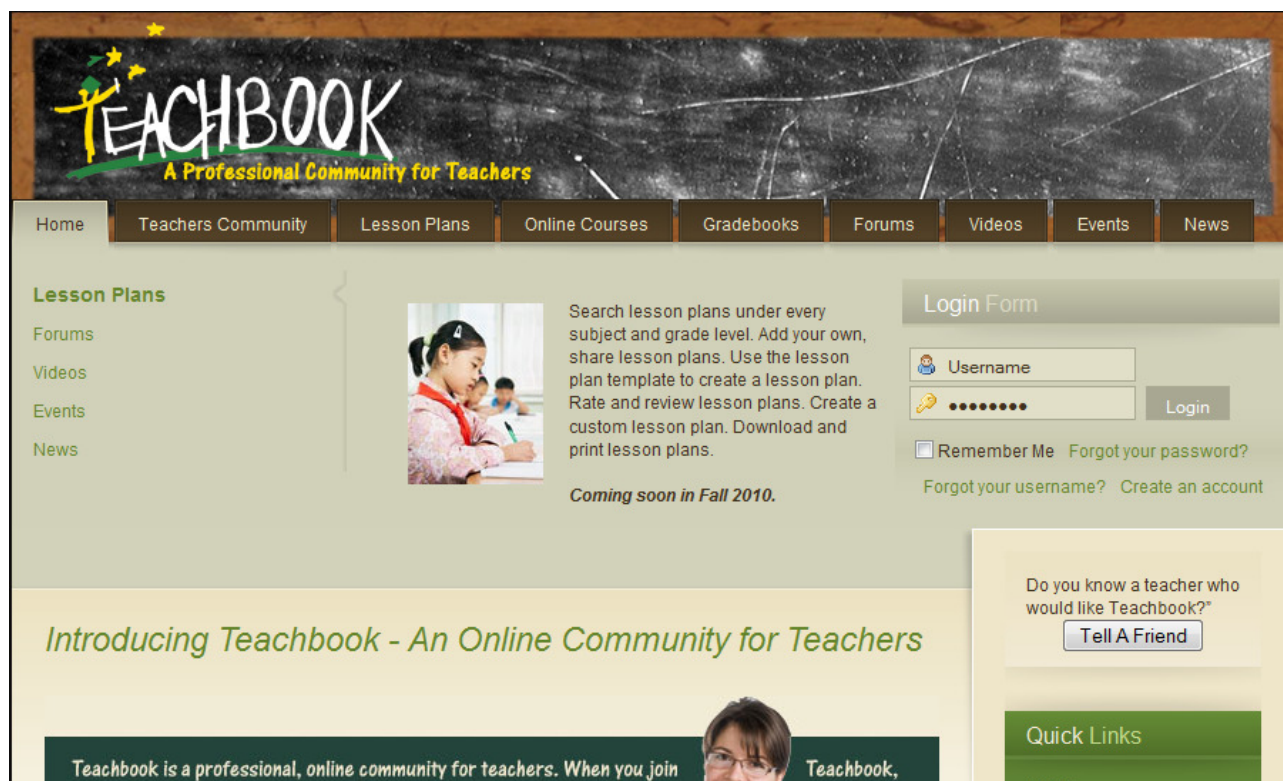 TEACHBOOK
A Professional Community for Teachers
Home Teachers Community Lesson Plans Online Courses Gradebooks Forums Videos Events News
Lesson Plans
Forums
Videos
Events
News
Search lesson plans under every
subject and grade level. Add your own,
share lesson plans. Use the lesson
plan template to create a lesson plan.
Rate and review lesson plans. Create a
custom lesson plan. Download and
print lesson plans.
Coming soon in Fall 2010.
Login Form
Username
••••••••
Login
Remember Me Forgot your password?
Forgot your username? Create an account
Do you know a teacher who
would like Teachbook?"
Tell A Friend
Introducing Teachbook - An Online Community for Teachers
Quick Links
Teachbook is a professional, online community for teachers. When you join Teachbook,